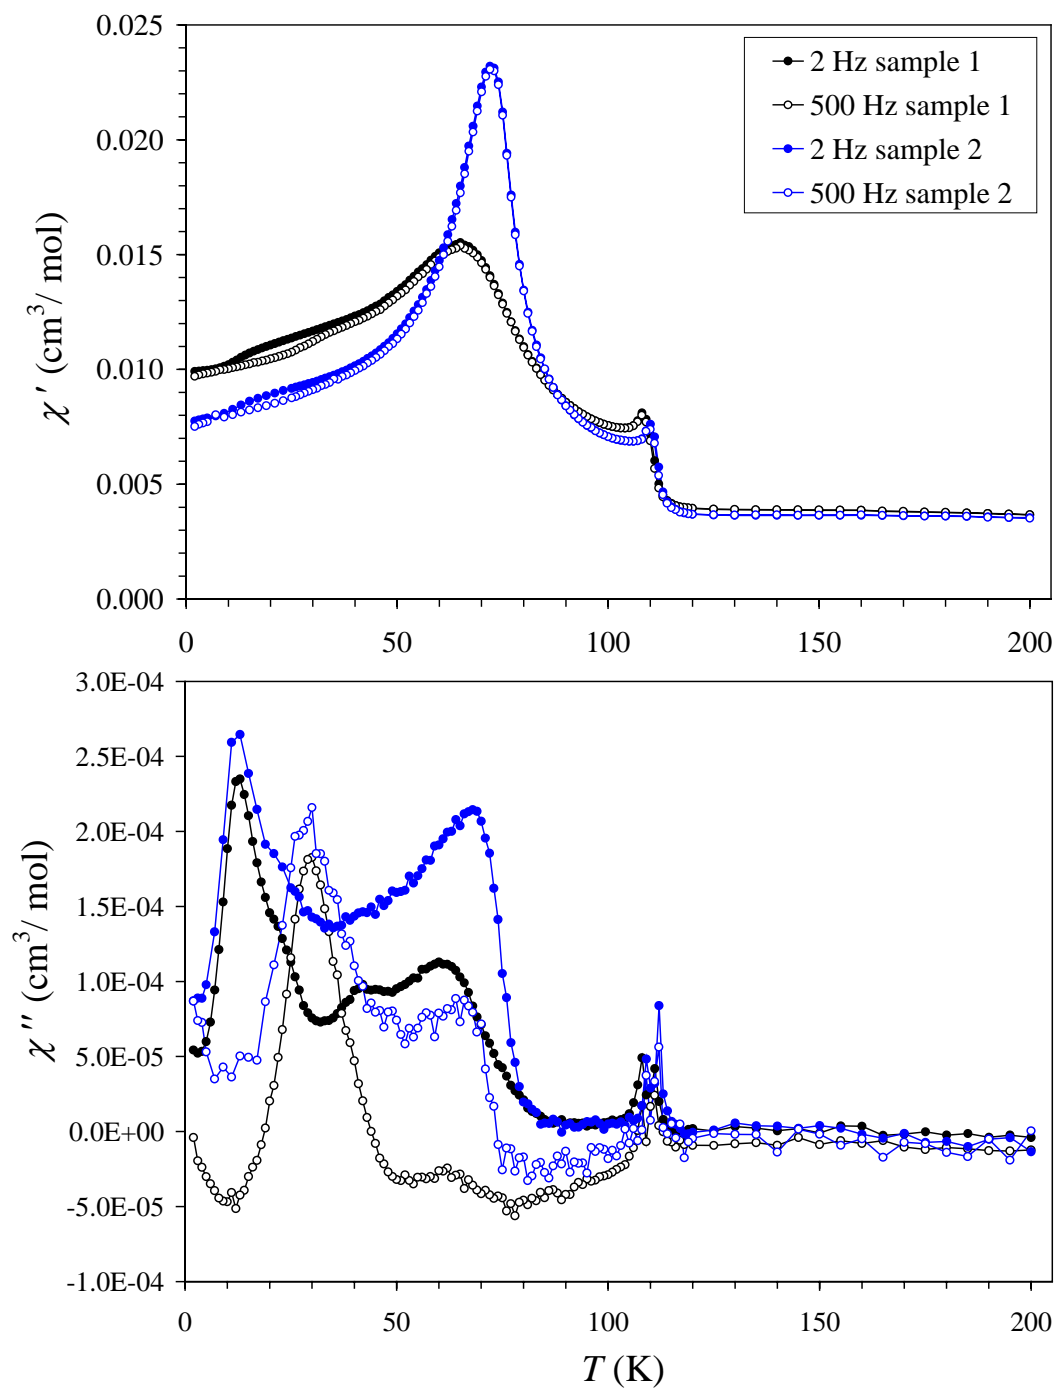 0.025
0.020
0.015
0.010
0.005
0.000
χ ' (cm³/ mol)
2 Hz sample 1
500 Hz sample 1
2 Hz sample 2
500 Hz sample 2
0 50 100 150 200
3.0E-04
2.5E-04
2.0E-04
1.5E-04
1.0E-04
5.0E-05
0.0E+00
-5.0E-05
-1.0E-04
χ '' (cm³/ mol)
0 50 100 150 200
T (K)